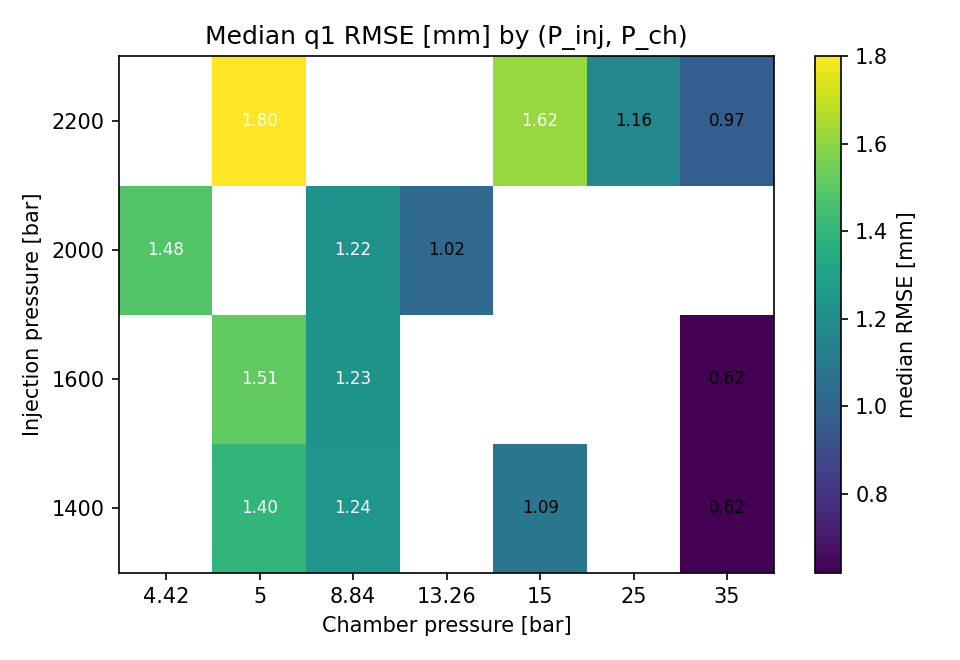 Median q1 RMSE [mm] by (P_inj, P_ch)
2200 1.80 1.62 1.16 0.97
2000 1.48 1.22 1.02
1600 1.51 1.23 0.62
1400 1.40 1.24 1.09 0.62
4.42 5 8.84 13.26 15 25 35
Chamber pressure [bar]
Injection pressure [bar]
1.8
1.6
1.4
1.2
1.0
0.8
median RMSE [mm]